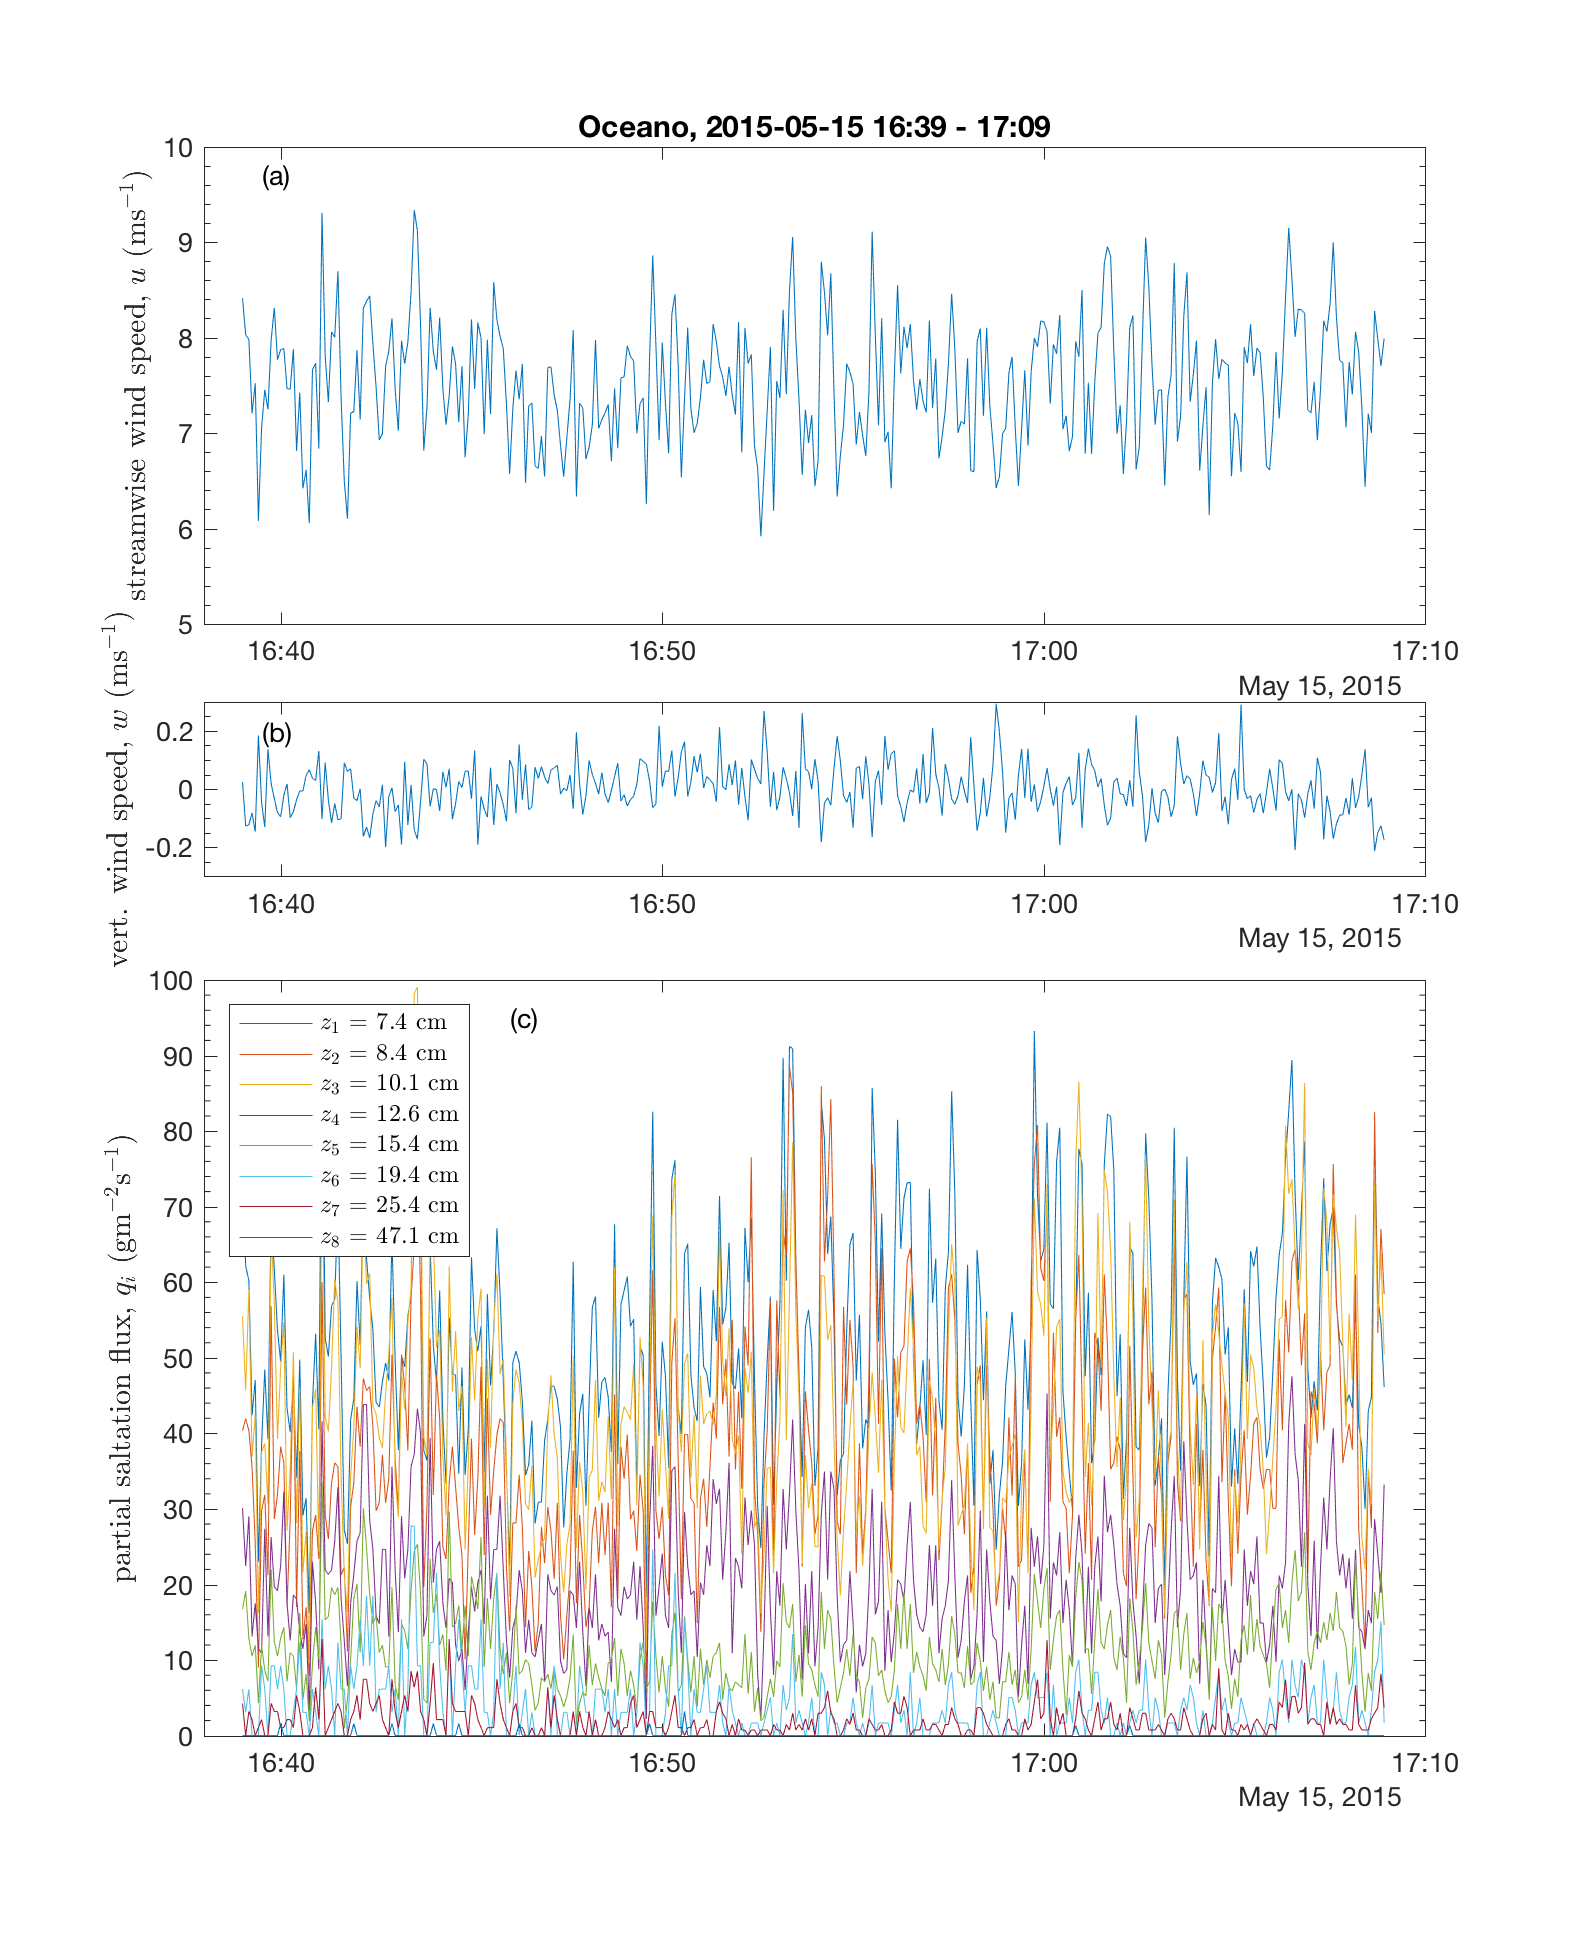 Oceano, 2015-05-15 16:39 - 17:09
(a)
streamwise wind speed, u (ms⁻¹)
10
9
8
7
6
5
16:40 16:50 17:00 17:10
May 15, 2015
(b)
vert. wind speed, w (ms⁻¹)
0.2
0
-0.2
16:40 16:50 17:00 17:10
May 15, 2015
(c)
partial saltation flux, qᵢ (gm⁻²s⁻¹)
100
90
80
70
60
50
40
30
20
10
0
z₁ = 7.4 cm
z₂ = 8.4 cm
z₃ = 10.1 cm
z₄ = 12.6 cm
z₅ = 15.4 cm
z₆ = 19.4 cm
z₇ = 25.4 cm
z₈ = 47.1 cm
16:40 16:50 17:00 17:10
May 15, 2015